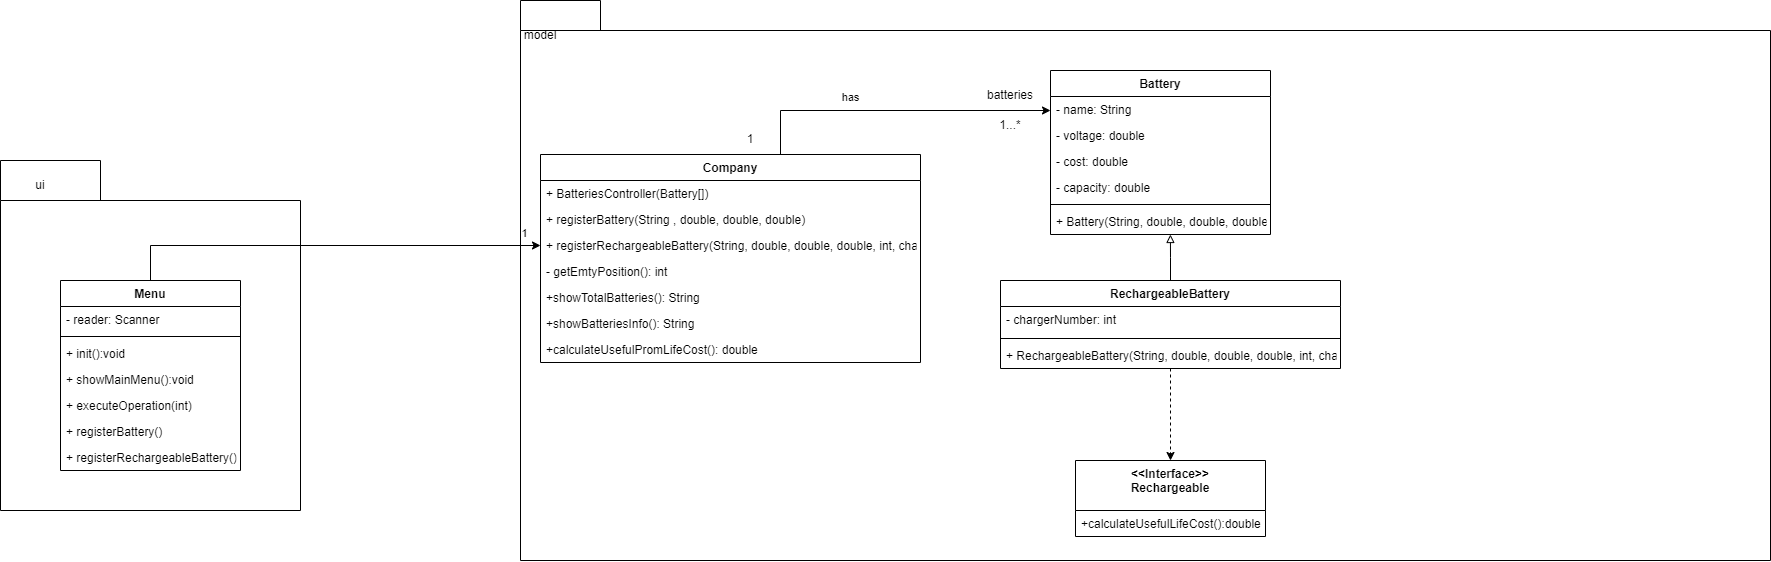 ui
Menu
- reader: Scanner
+ init():void
+ showMainMenu():void
+ executeOperation(int)
+ registerBattery()
+ registerRechargeableBattery()
model
1
Company
+ BatteriesController(Battery[])
+ registerBattery(String , double, double, double)
+ registerRechargeableBattery(String, double, double, double, int, cha
- getEmtyPosition(): int
+showTotalBatteries(): String
+showBatteriesInfo(): String
+calculateUsefulPromLifeCost(): double
1
has
batteries
1...*
Battery
- name: String
- voltage: double
- cost: double
- capacity: double
+ Battery(String, double, double, double
RechargeableBattery
- chargerNumber: int
+ RechargeableBattery(String, double, double, double, int, cha
<<Interface>>
Rechargeable
+calculateUsefulLifeCost():double